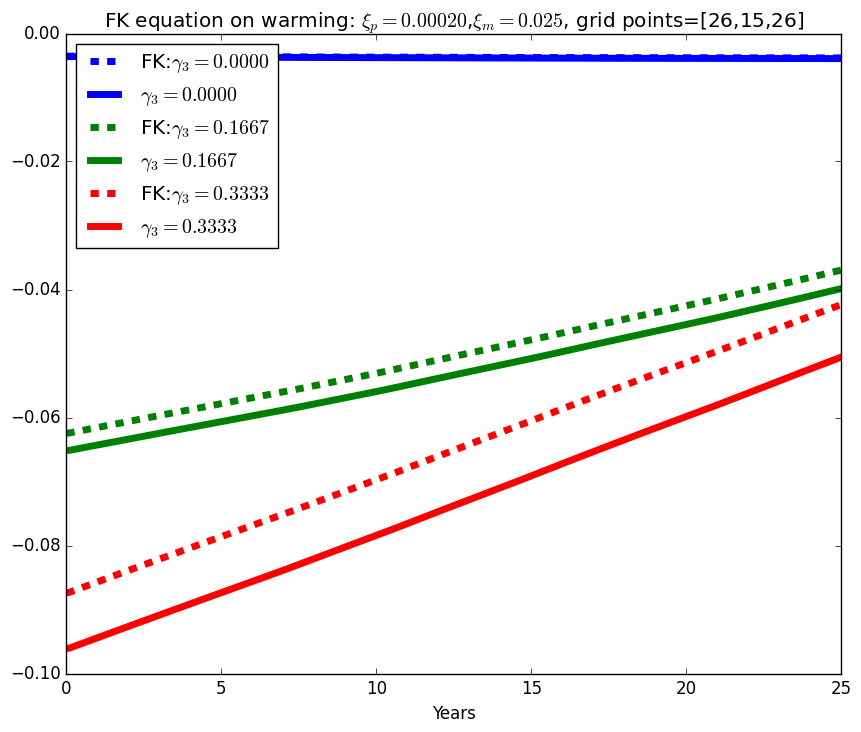 FK equation on warming: ξ_p = 0.00020,ξ_m = 0.025, grid points=[26,15,26]
0.00
−0.02
−0.04
−0.06
−0.08
−0.10
FK:γ₃ = 0.0000
γ₃ = 0.0000
FK:γ₃ = 0.1667
γ₃ = 0.1667
FK:γ₃ = 0.3333
γ₃ = 0.3333
0 5 10 15 20 25
Years